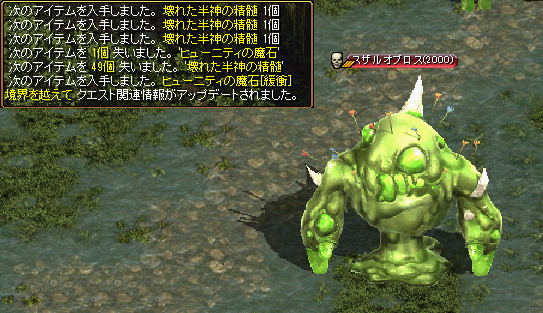 次のアイテムを入手しました。壊れた半神の精髄 1個
次のアイテムを入手しました。壊れた半神の精髄 1個
次のアイテムを入手しました。壊れた半神の精髄 1個
次のアイテムを 1個 失いました。'ヒューニティの魔石'
次のアイテムを 49個 失いました。'壊れた半神の精髄'
次のアイテムを入手しました。ヒューニティの魔石[緩衝]
境界を越えて クエスト関連情報がアップデートされました。
スザルオブロス(2000)